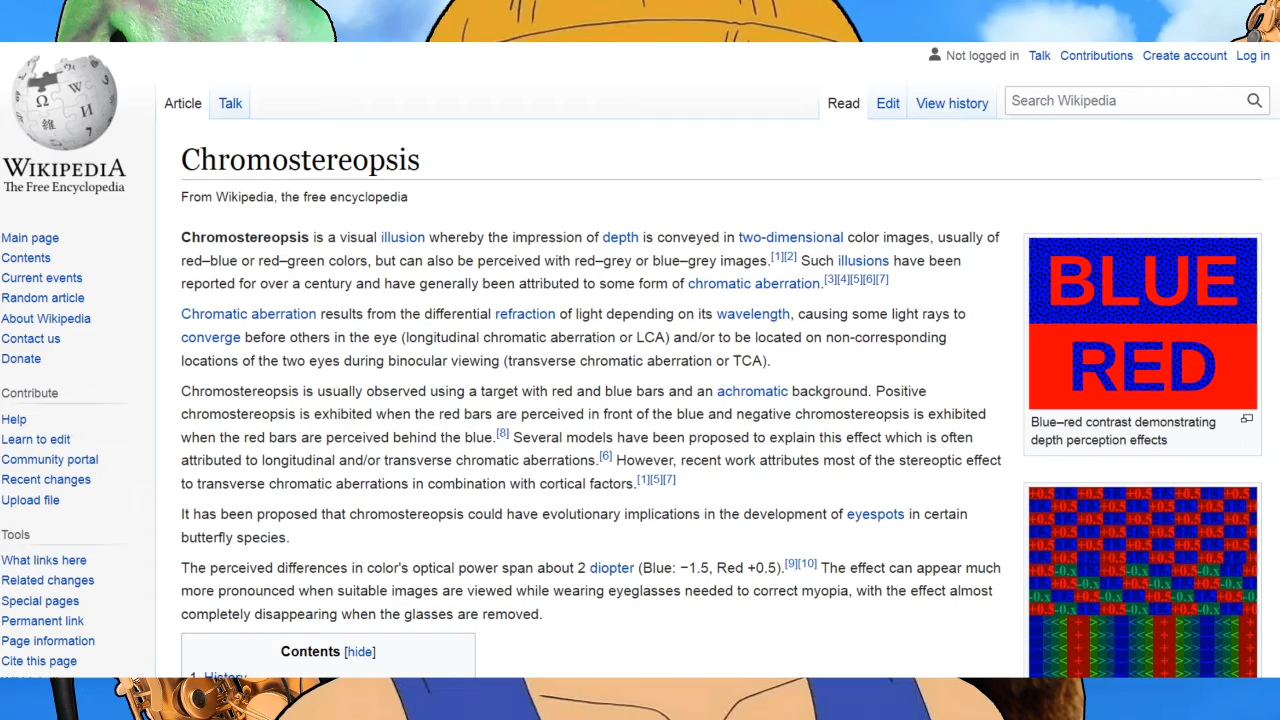 Not logged in Talk Contributions Create account Log in
Article Talk Read Edit View history Search Wikipedia
Ω W И 維 7
WIKIPEDIA
The Free Encyclopedia
Main page
Contents
Current events
Random article
About Wikipedia
Contact us
Donate
Contribute
Help
Learn to edit
Community portal
Recent changes
Upload file
Tools
What links here
Related changes
Special pages
Permanent link
Page information
Cite this page
Chromostereopsis
From Wikipedia, the free encyclopedia
Chromostereopsis is a visual illusion whereby the impression of depth is conveyed in two-dimensional color images, usually of
red–blue or red–green colors, but can also be perceived with red–grey or blue–grey images.[1][2] Such illusions have been
reported for over a century and have generally been attributed to some form of chromatic aberration.[3][4][5][6][7]
Chromatic aberration results from the differential refraction of light depending on its wavelength, causing some light rays to
converge before others in the eye (longitudinal chromatic aberration or LCA) and/or to be located on non-corresponding
locations of the two eyes during binocular viewing (transverse chromatic aberration or TCA).
Chromostereopsis is usually observed using a target with red and blue bars and an achromatic background. Positive
chromostereopsis is exhibited when the red bars are perceived in front of the blue and negative chromostereopsis is exhibited
when the red bars are perceived behind the blue.[8] Several models have been proposed to explain this effect which is often
attributed to longitudinal and/or transverse chromatic aberrations.[6] However, recent work attributes most of the stereoptic effect
to transverse chromatic aberrations in combination with cortical factors.[1][5][7]
It has been proposed that chromostereopsis could have evolutionary implications in the development of eyespots in certain
butterfly species.
The perceived differences in color's optical power span about 2 diopter (Blue: −1.5, Red +0.5).[9][10] The effect can appear much
more pronounced when suitable images are viewed while wearing eyeglasses needed to correct myopia, with the effect almost
completely disappearing when the glasses are removed.
Contents [hide]
1 History
BLUE
RED
Blue–red contrast demonstrating
depth perception effects